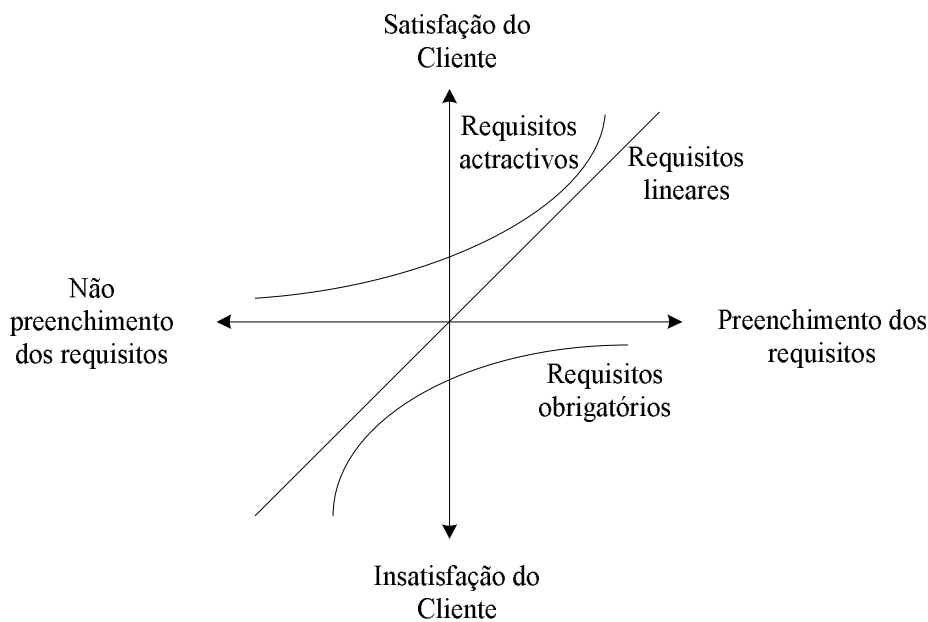 Satisfação do
Cliente
Requisitos
actractivos
Requisitos
lineares
Não
preenchimento
dos requisitos
Preenchimento dos
requisitos
Requisitos
obrigatórios
Insatisfação do
Cliente